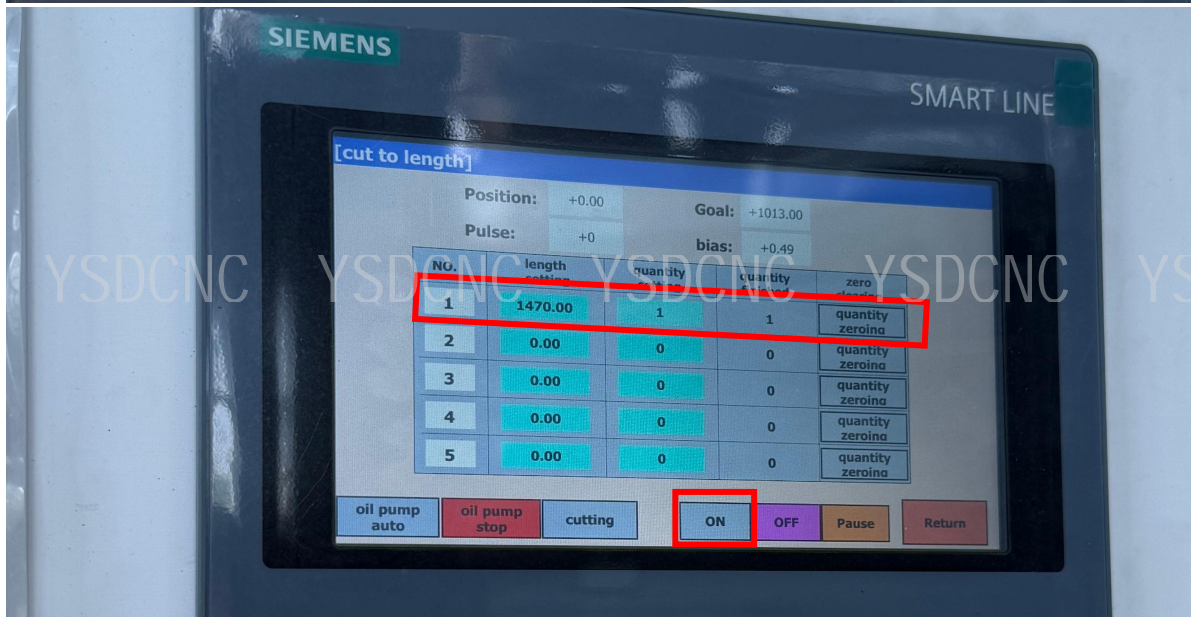 SIEMENS
SMART LINE
[cut to length]
Position: +0.00 Goal: +1013.00
Pulse: +0 bias: +0.49
YSDCNC YSDCNC YSDCNC YSDCNC YS
NO. length quantity quantity zero
1 1470.00 1 1 quantity zeroing
2 0.00 0 0 quantity zeroing
3 0.00 0 0 quantity zeroing
4 0.00 0 0 quantity zeroing
5 0.00 0 0 quantity zeroing
oil pump auto oil pump stop cutting ON OFF Pause Return